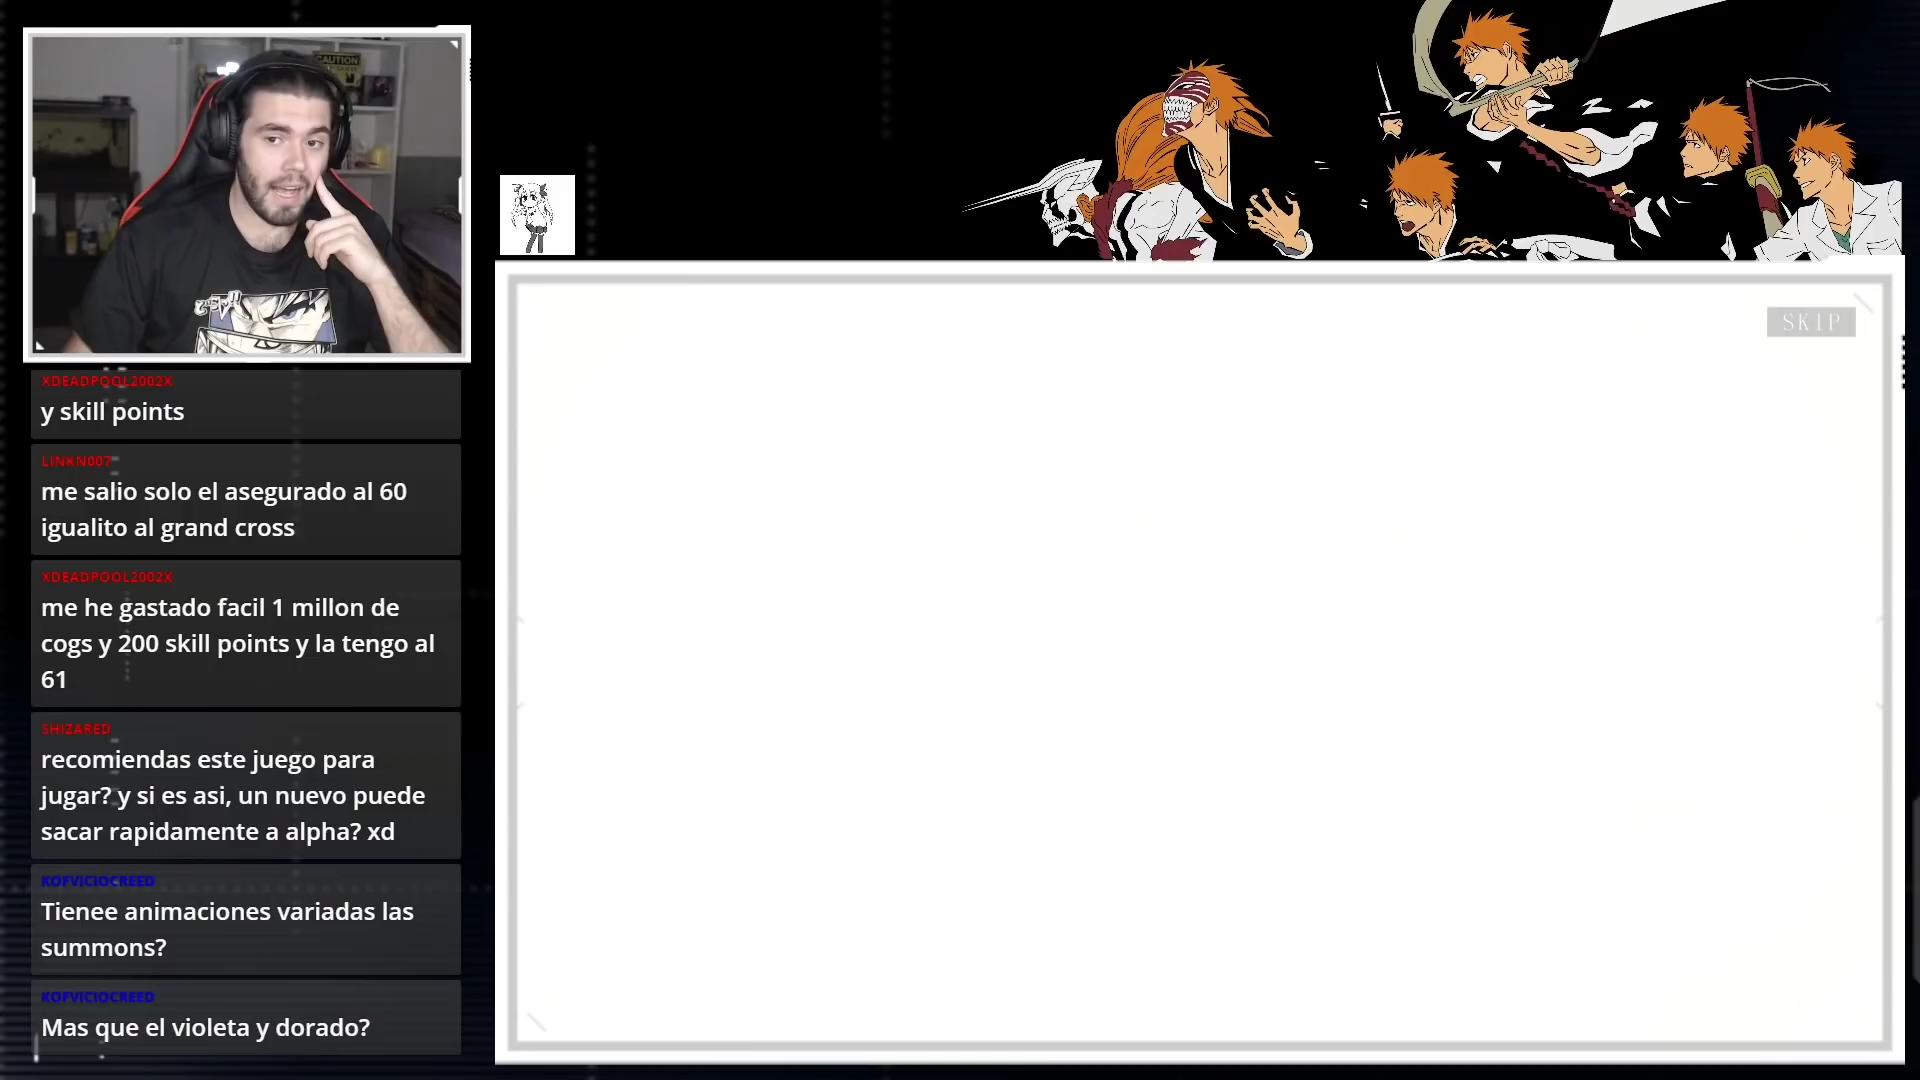 CAUTION
SKIP
XDEADPOOL2002X
y skill points
LINKN007
me salio solo el asegurado al 60
igualito al grand cross
XDEADPOOL2002X
me he gastado facil 1 millon de
cogs y 200 skill points y la tengo al
61
SHIZARED
recomiendas este juego para
jugar? y si es asi, un nuevo puede
sacar rapidamente a alpha? xd
KOFVICIOCREED
Tienee animaciones variadas las
summons?
KOFVICIOCREED
Mas que el violeta y dorado?